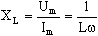 X_L = U_m / I_m = 1 / Lω